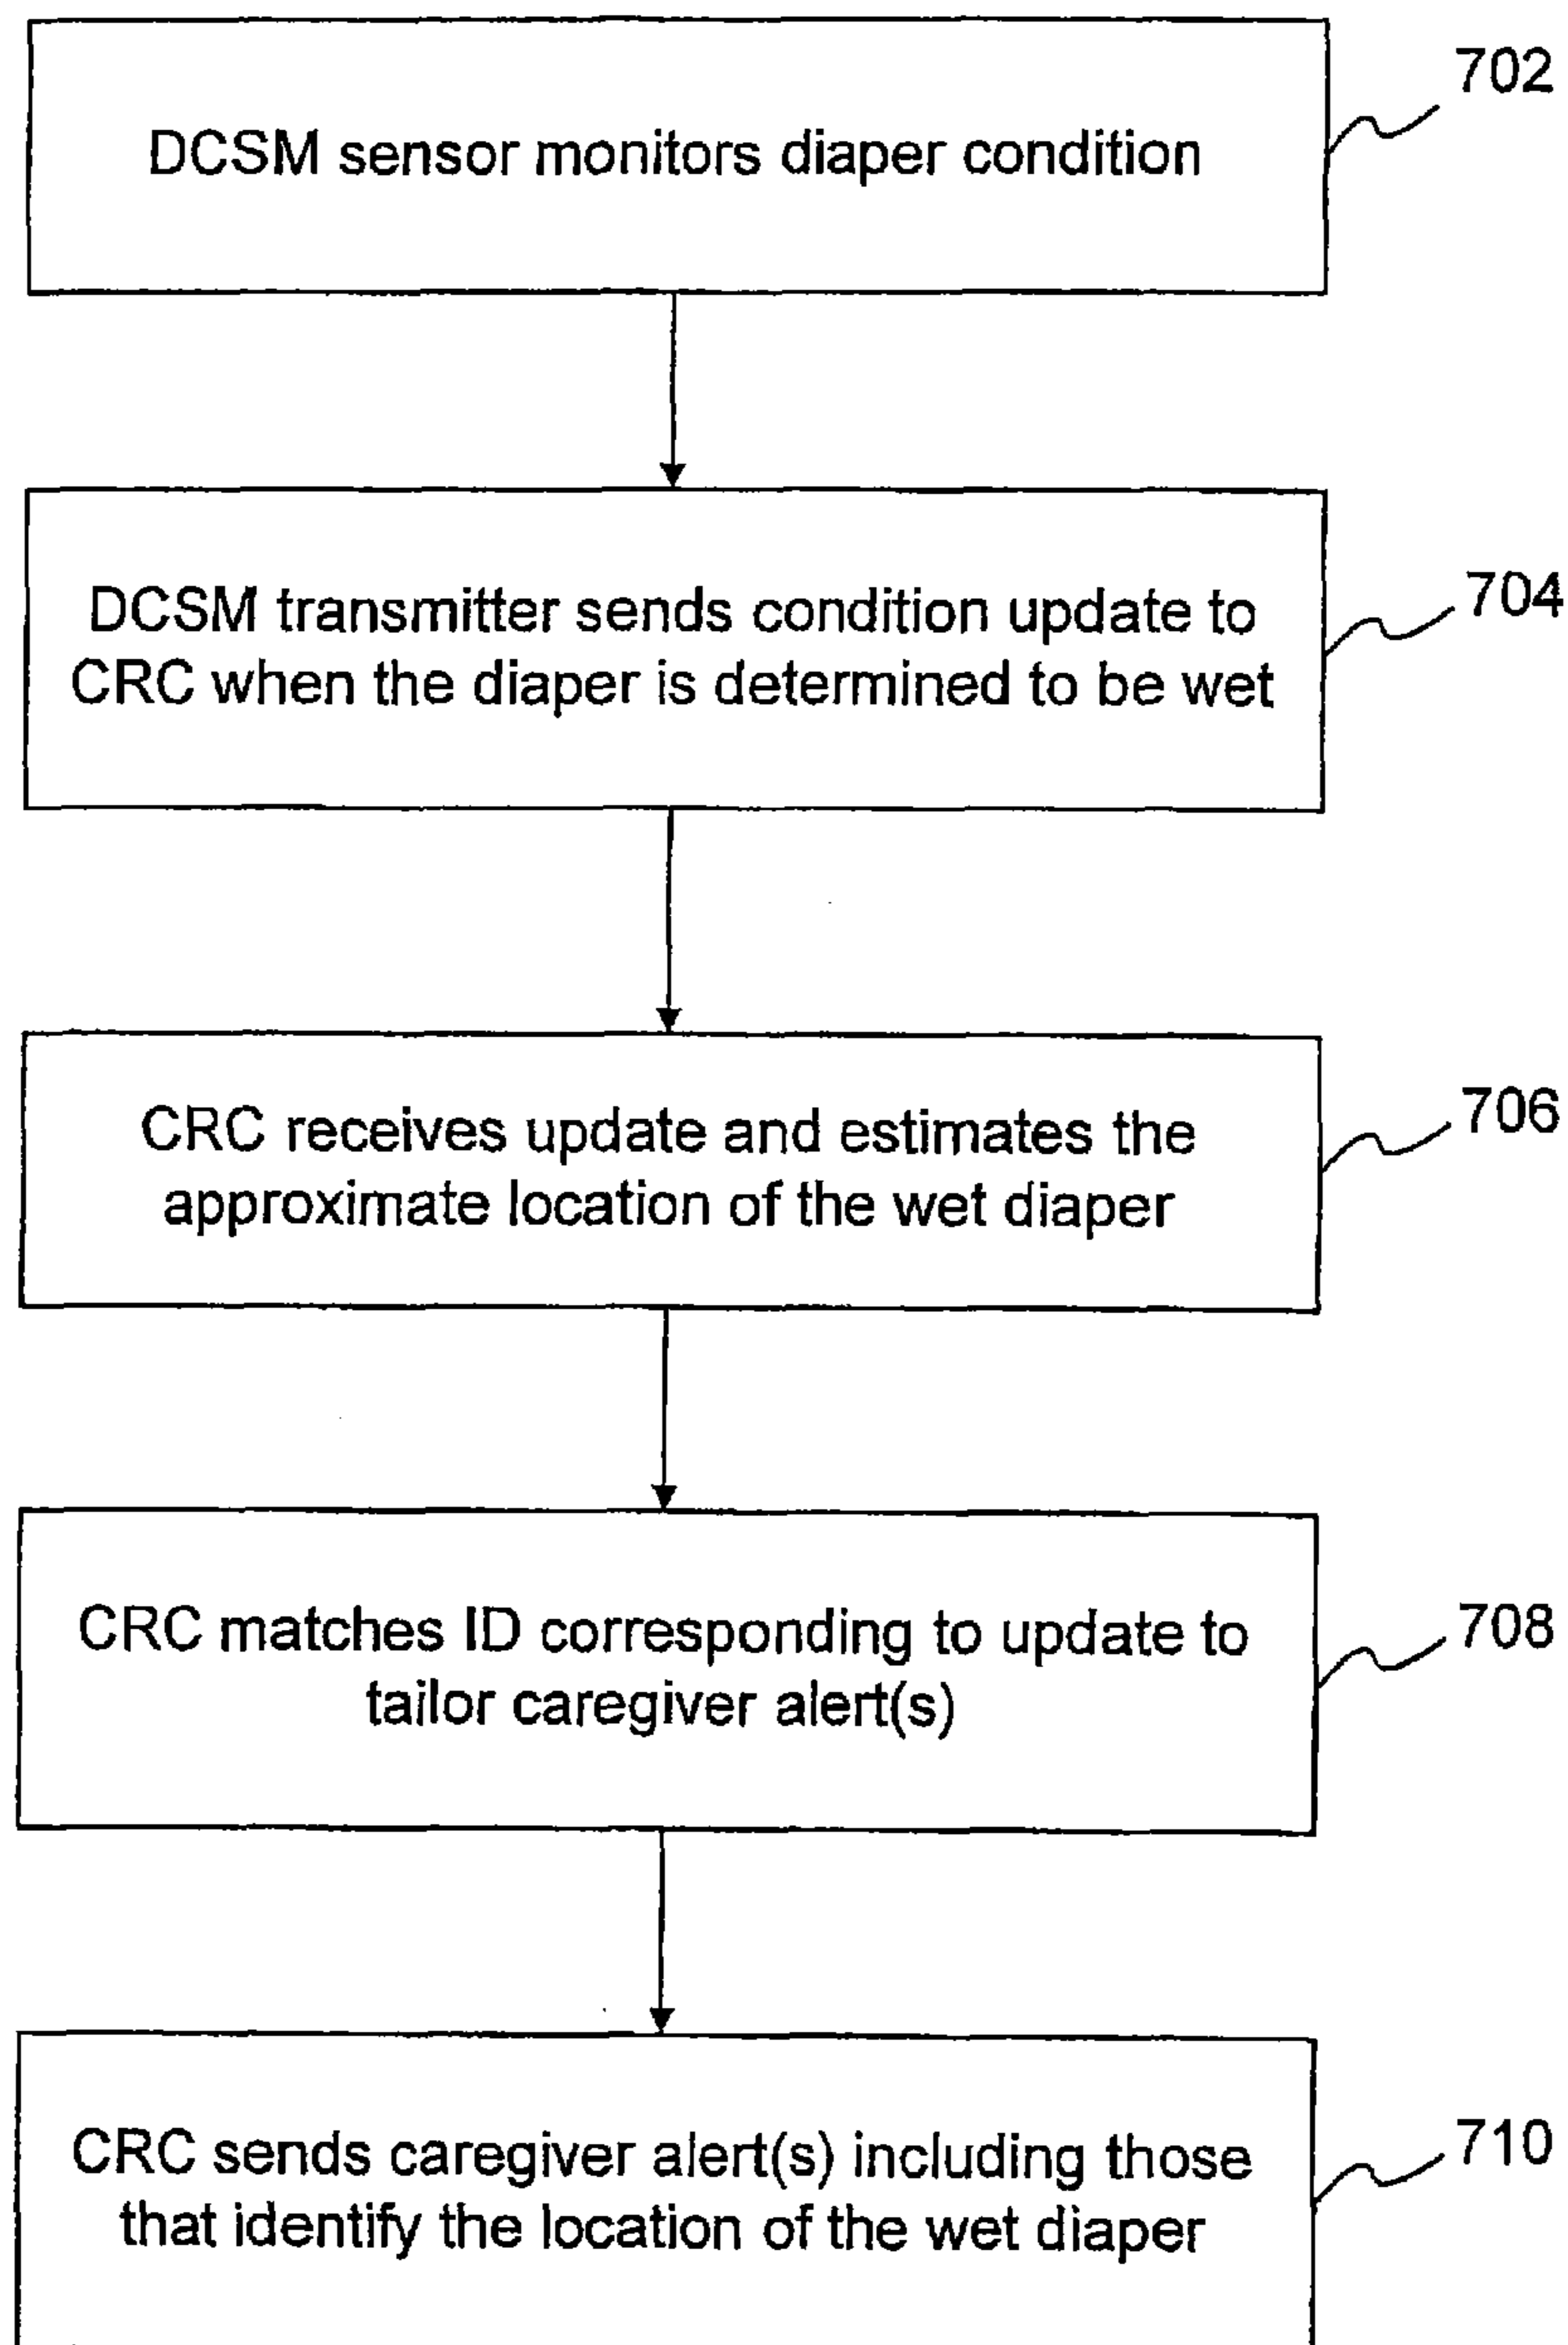 702
DCSM sensor monitors diaper condition
704
DCSM transmitter sends condition update to
CRC when the diaper is determined to be wet
706
CRC receives update and estimates the
approximate location of the wet diaper
708
CRC matches ID corresponding to update to
tailor caregiver alert(s)
710
CRC sends caregiver alert(s) including those
that identify the location of the wet diaper